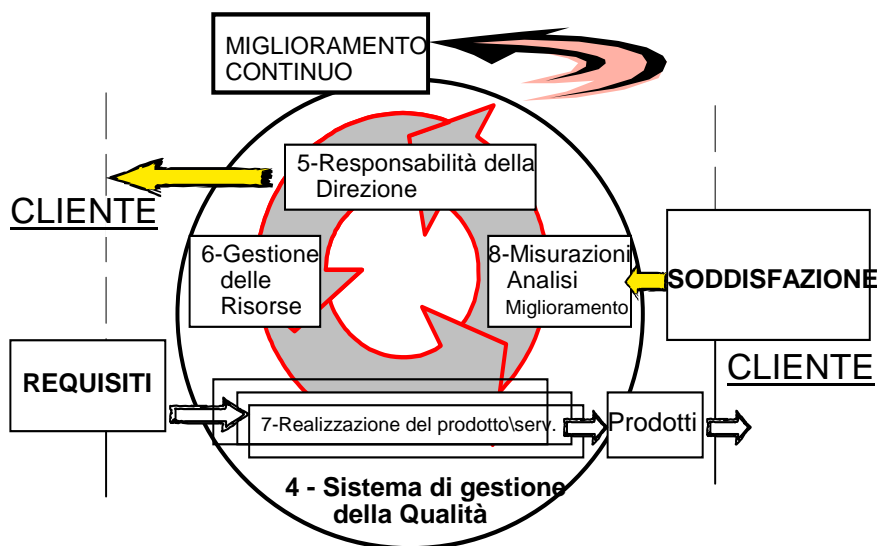 MIGLIORAMENTO
CONTINUO
5-Responsabilità della
Direzione
CLIENTE
6-Gestione
delle
Risorse
8-Misurazioni
Analisi
Miglioramento
SODDISFAZIONE
CLIENTE
REQUISITI
7-Realizzazione del prodotto\serv.
Prodotti
4 - Sistema di gestione
della Qualità